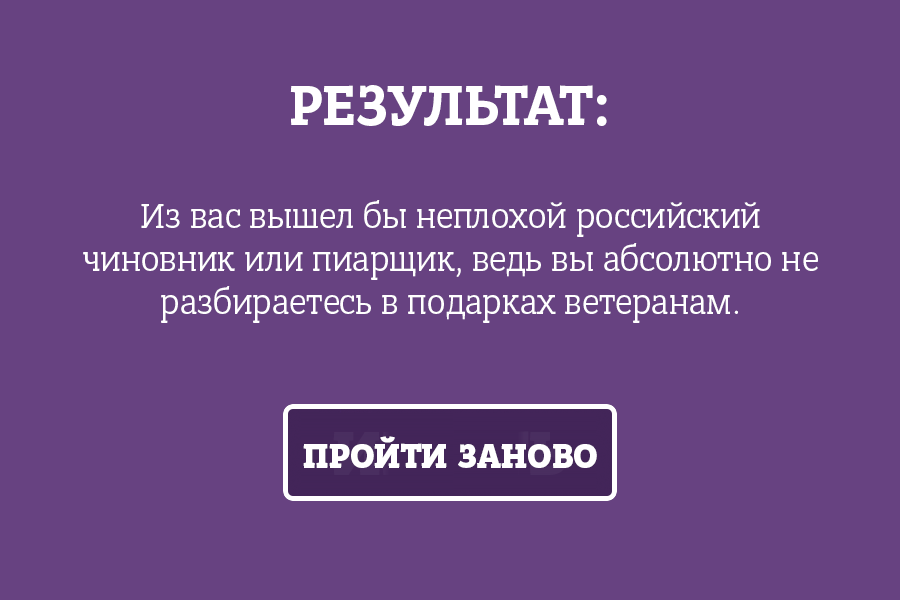 РЕЗУЛЬТАТ:
Из вас вышел бы неплохой российский
чиновник или пиарщик, ведь вы абсолютно не
разбираетесь в подарках ветеранам.
ПРОЙТИ ЗАНОВО